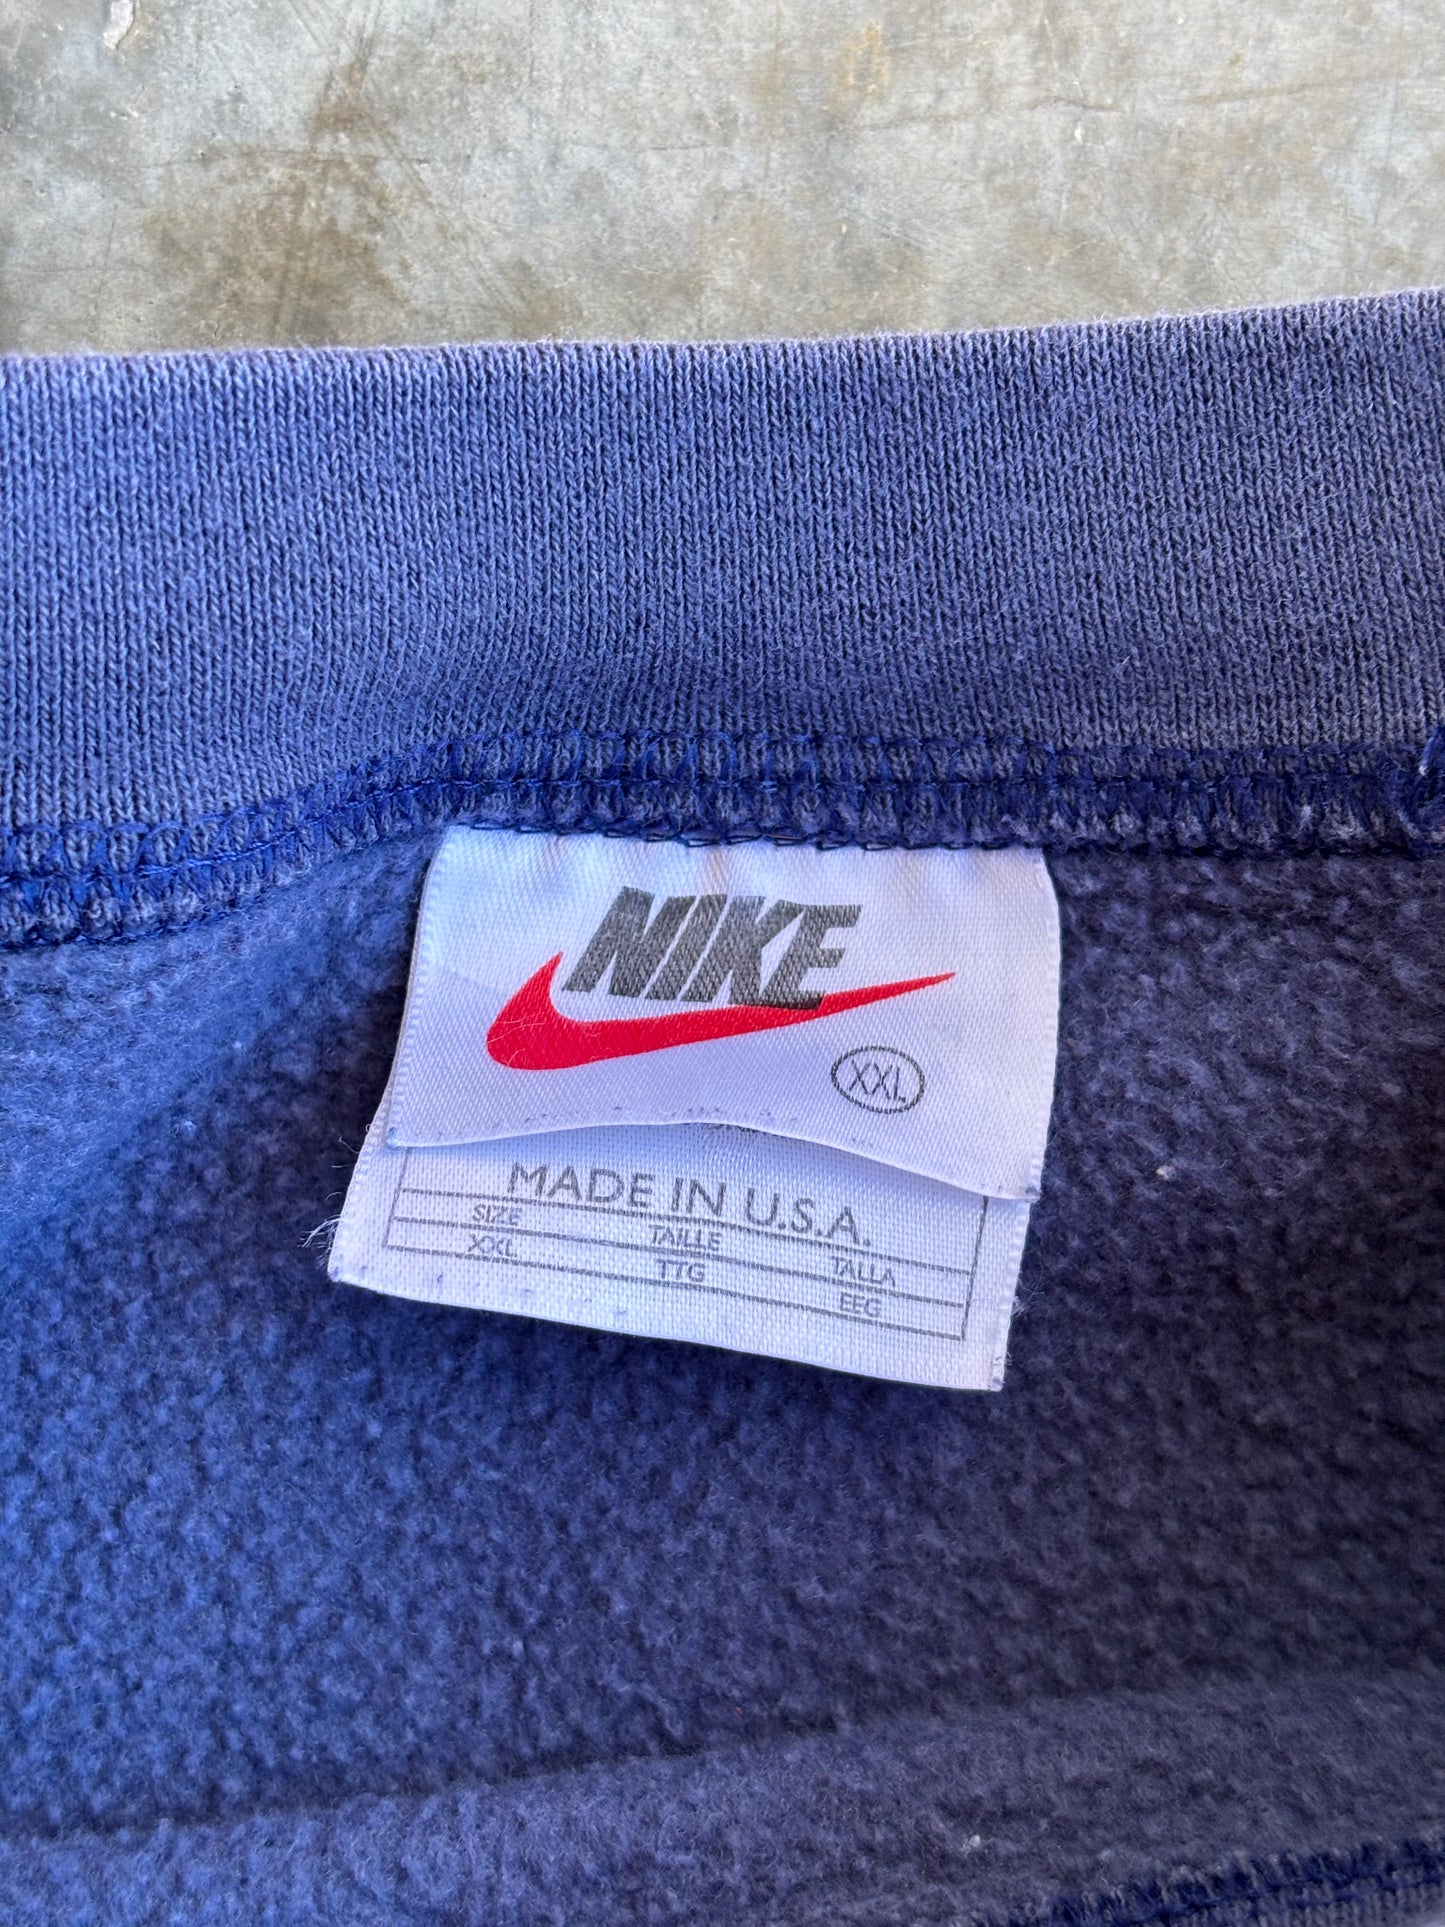 NIKE
XXL
MADE IN U.S.A.
SIZE TAILLE TALLA
XXL TTG EEG